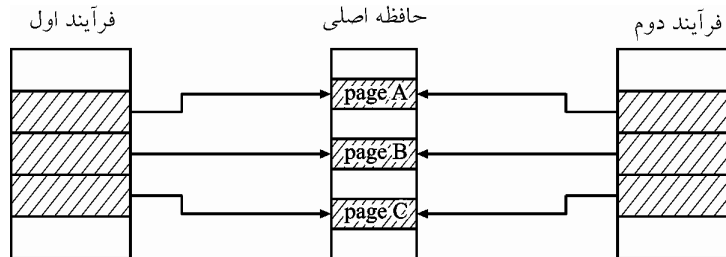 فرآیند اول
حافظه اصلی
فرآیند دوم
page A
page B
page C